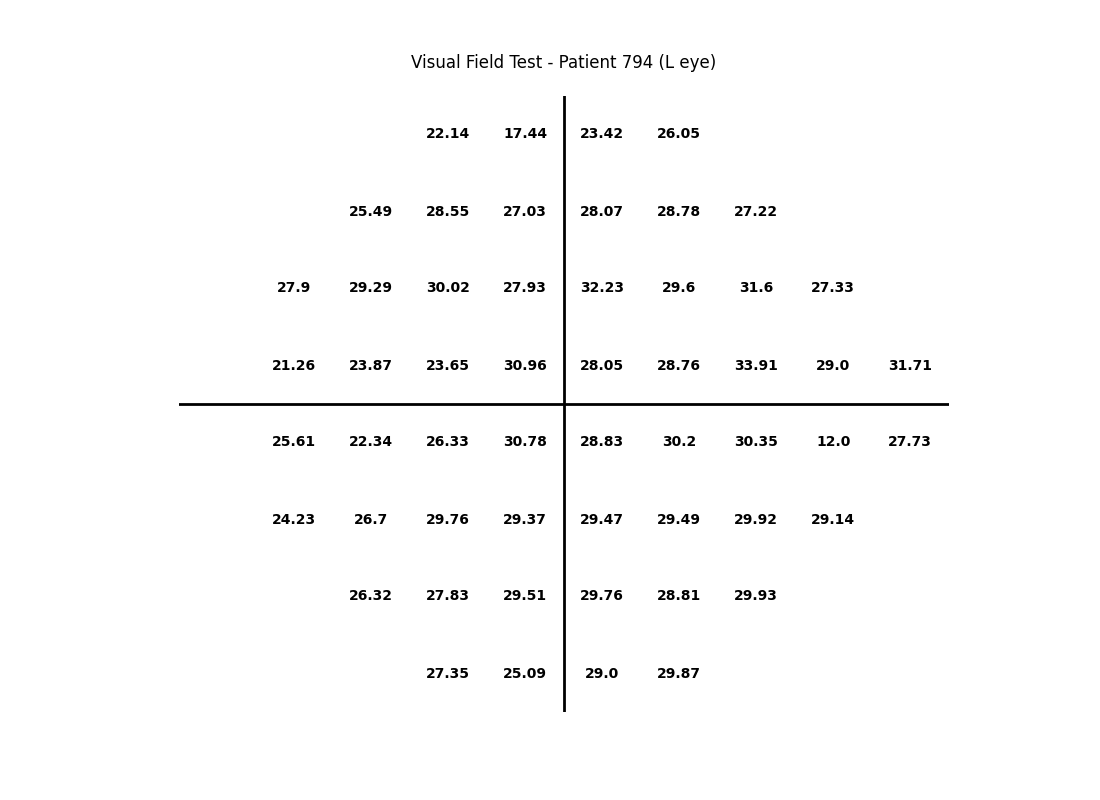 Visual Field Test - Patient 794 (L eye)
22.14 17.44 23.42 26.05
25.49 28.55 27.03 28.07 28.78 27.22
27.9 29.29 30.02 27.93 32.23 29.6 31.6 27.33
21.26 23.87 23.65 30.96 28.05 28.76 33.91 29.0 31.71
25.61 22.34 26.33 30.78 28.83 30.2 30.35 12.0 27.73
24.23 26.7 29.76 29.37 29.47 29.49 29.92 29.14
26.32 27.83 29.51 29.76 28.81 29.93
27.35 25.09 29.0 29.87